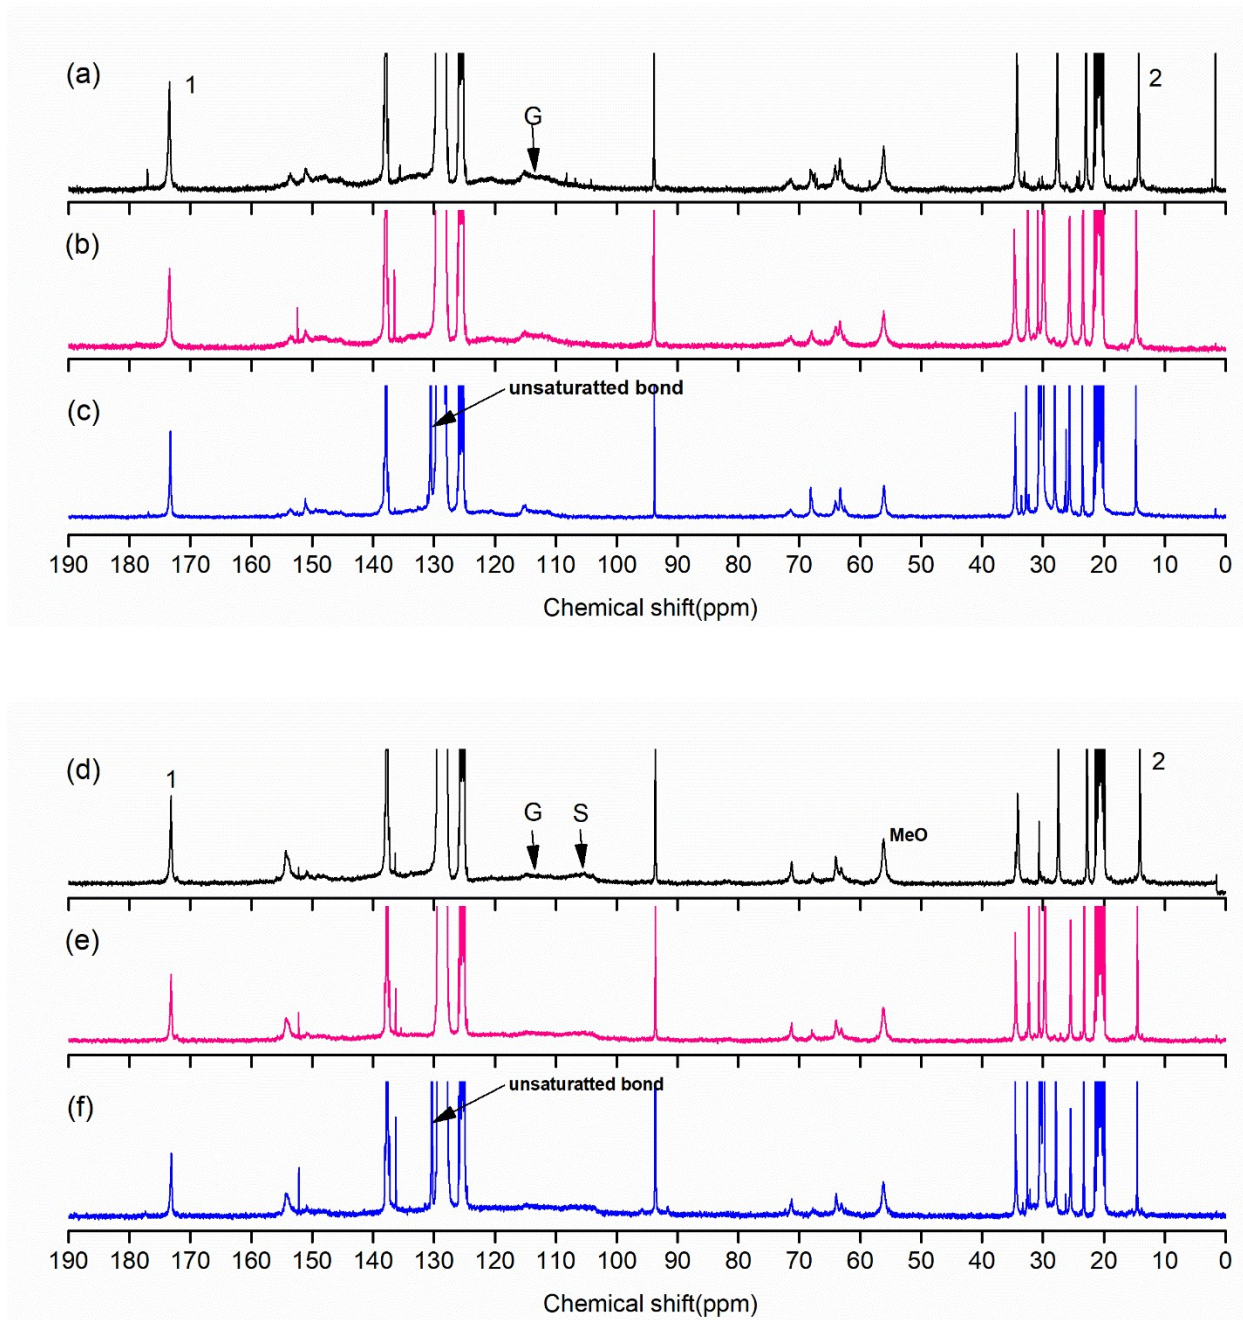 (a)
1
G
2
(b)
(c)
unsaturatted bond
190 180 170 160 150 140 130 120 110 100 90 80 70 60 50 40 30 20 10 0
Chemical shift(ppm)
(d)
1
G
S
MeO
2
(e)
(f)
unsaturatted bond
190 180 170 160 150 140 130 120 110 100 90 80 70 60 50 40 30 20 10 0
Chemical shift(ppm)